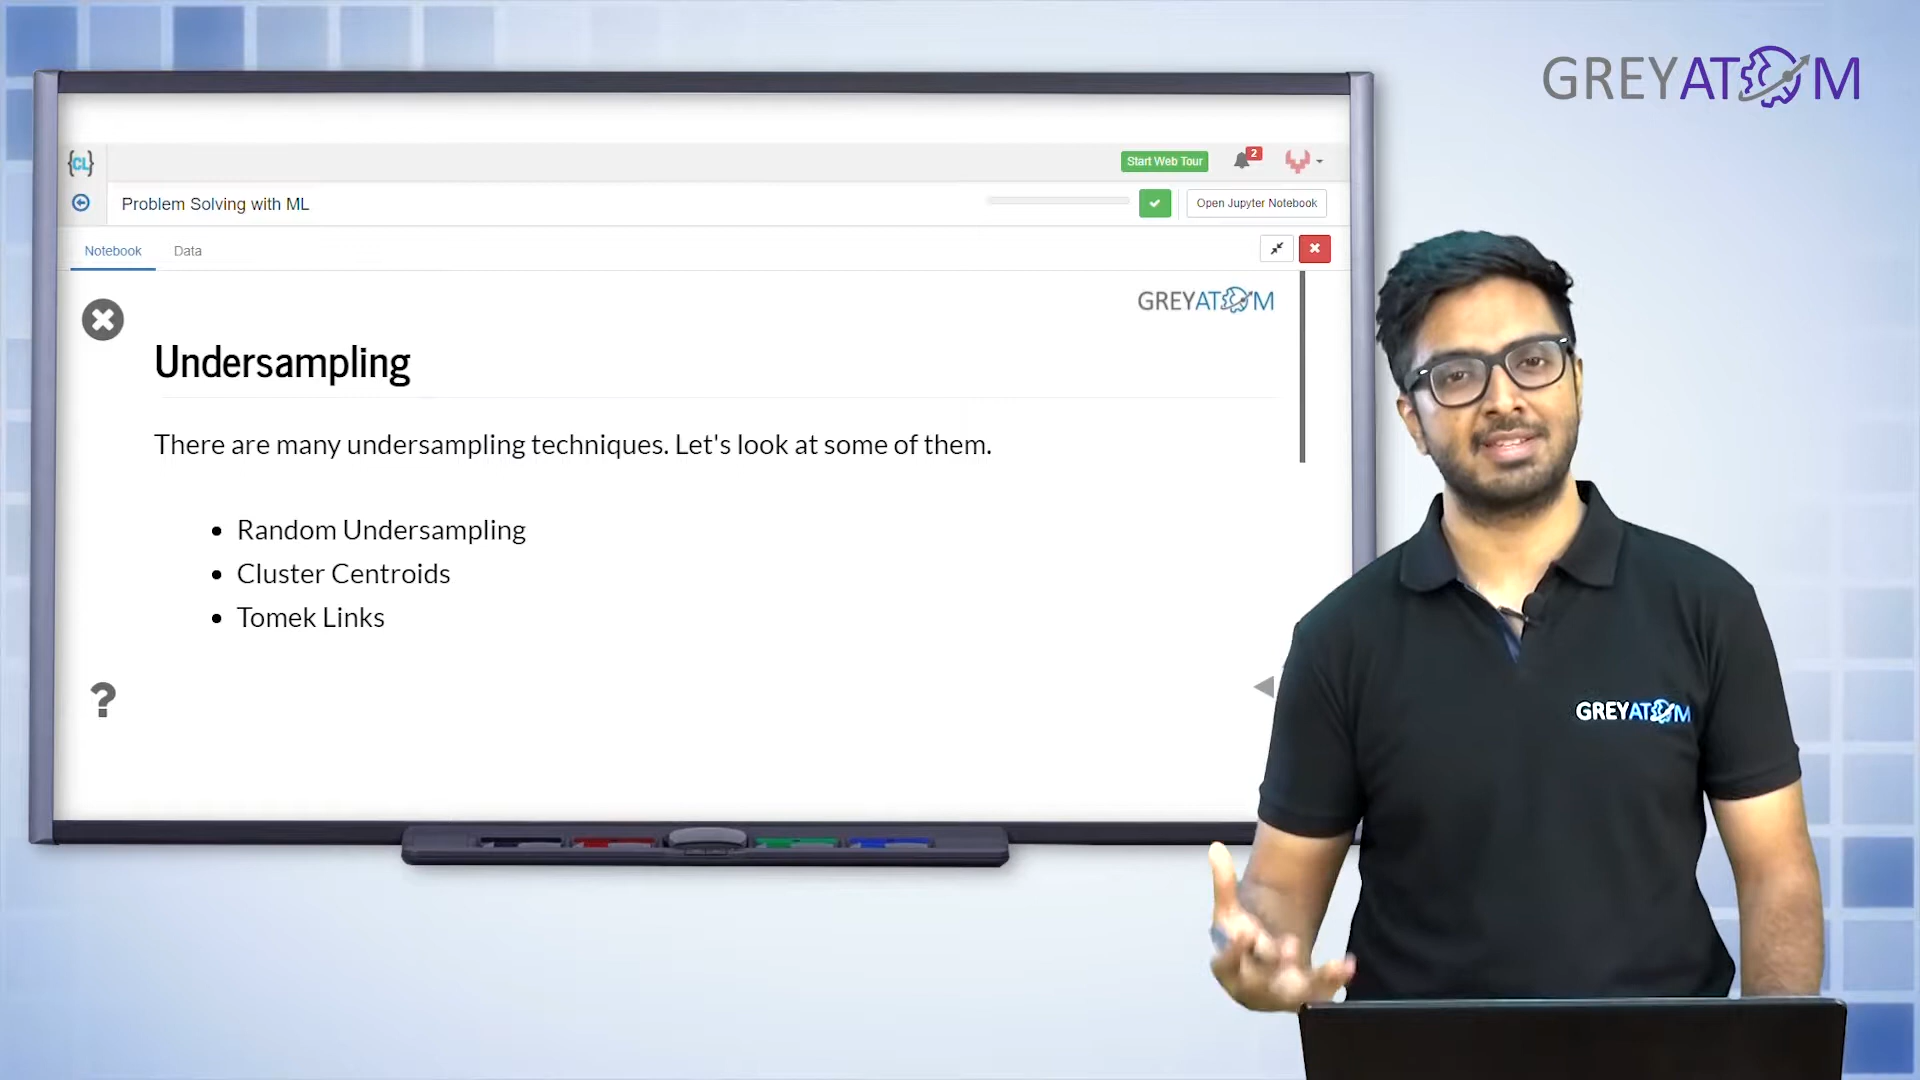 GREYATOM
{CL}
Start Web Tour
2
Problem Solving with ML
Open Jupyter Notebook
Notebook
Data
GREYATOM
Undersampling
There are many undersampling techniques. Let's look at some of them.
Random Undersampling
Cluster Centroids
Tomek Links
?
GREYATOM